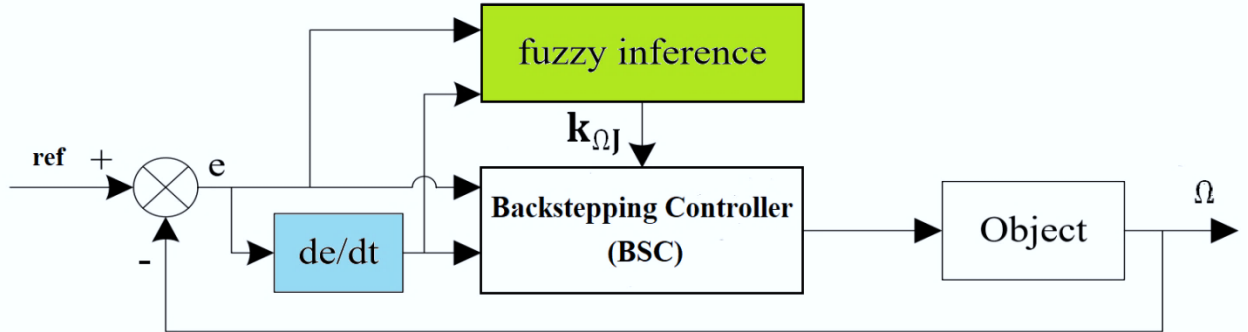 fuzzy inference
k_ΩJ
ref
+
e
Backstepping Controller
(BSC)
de/dt
Object
Ω
-